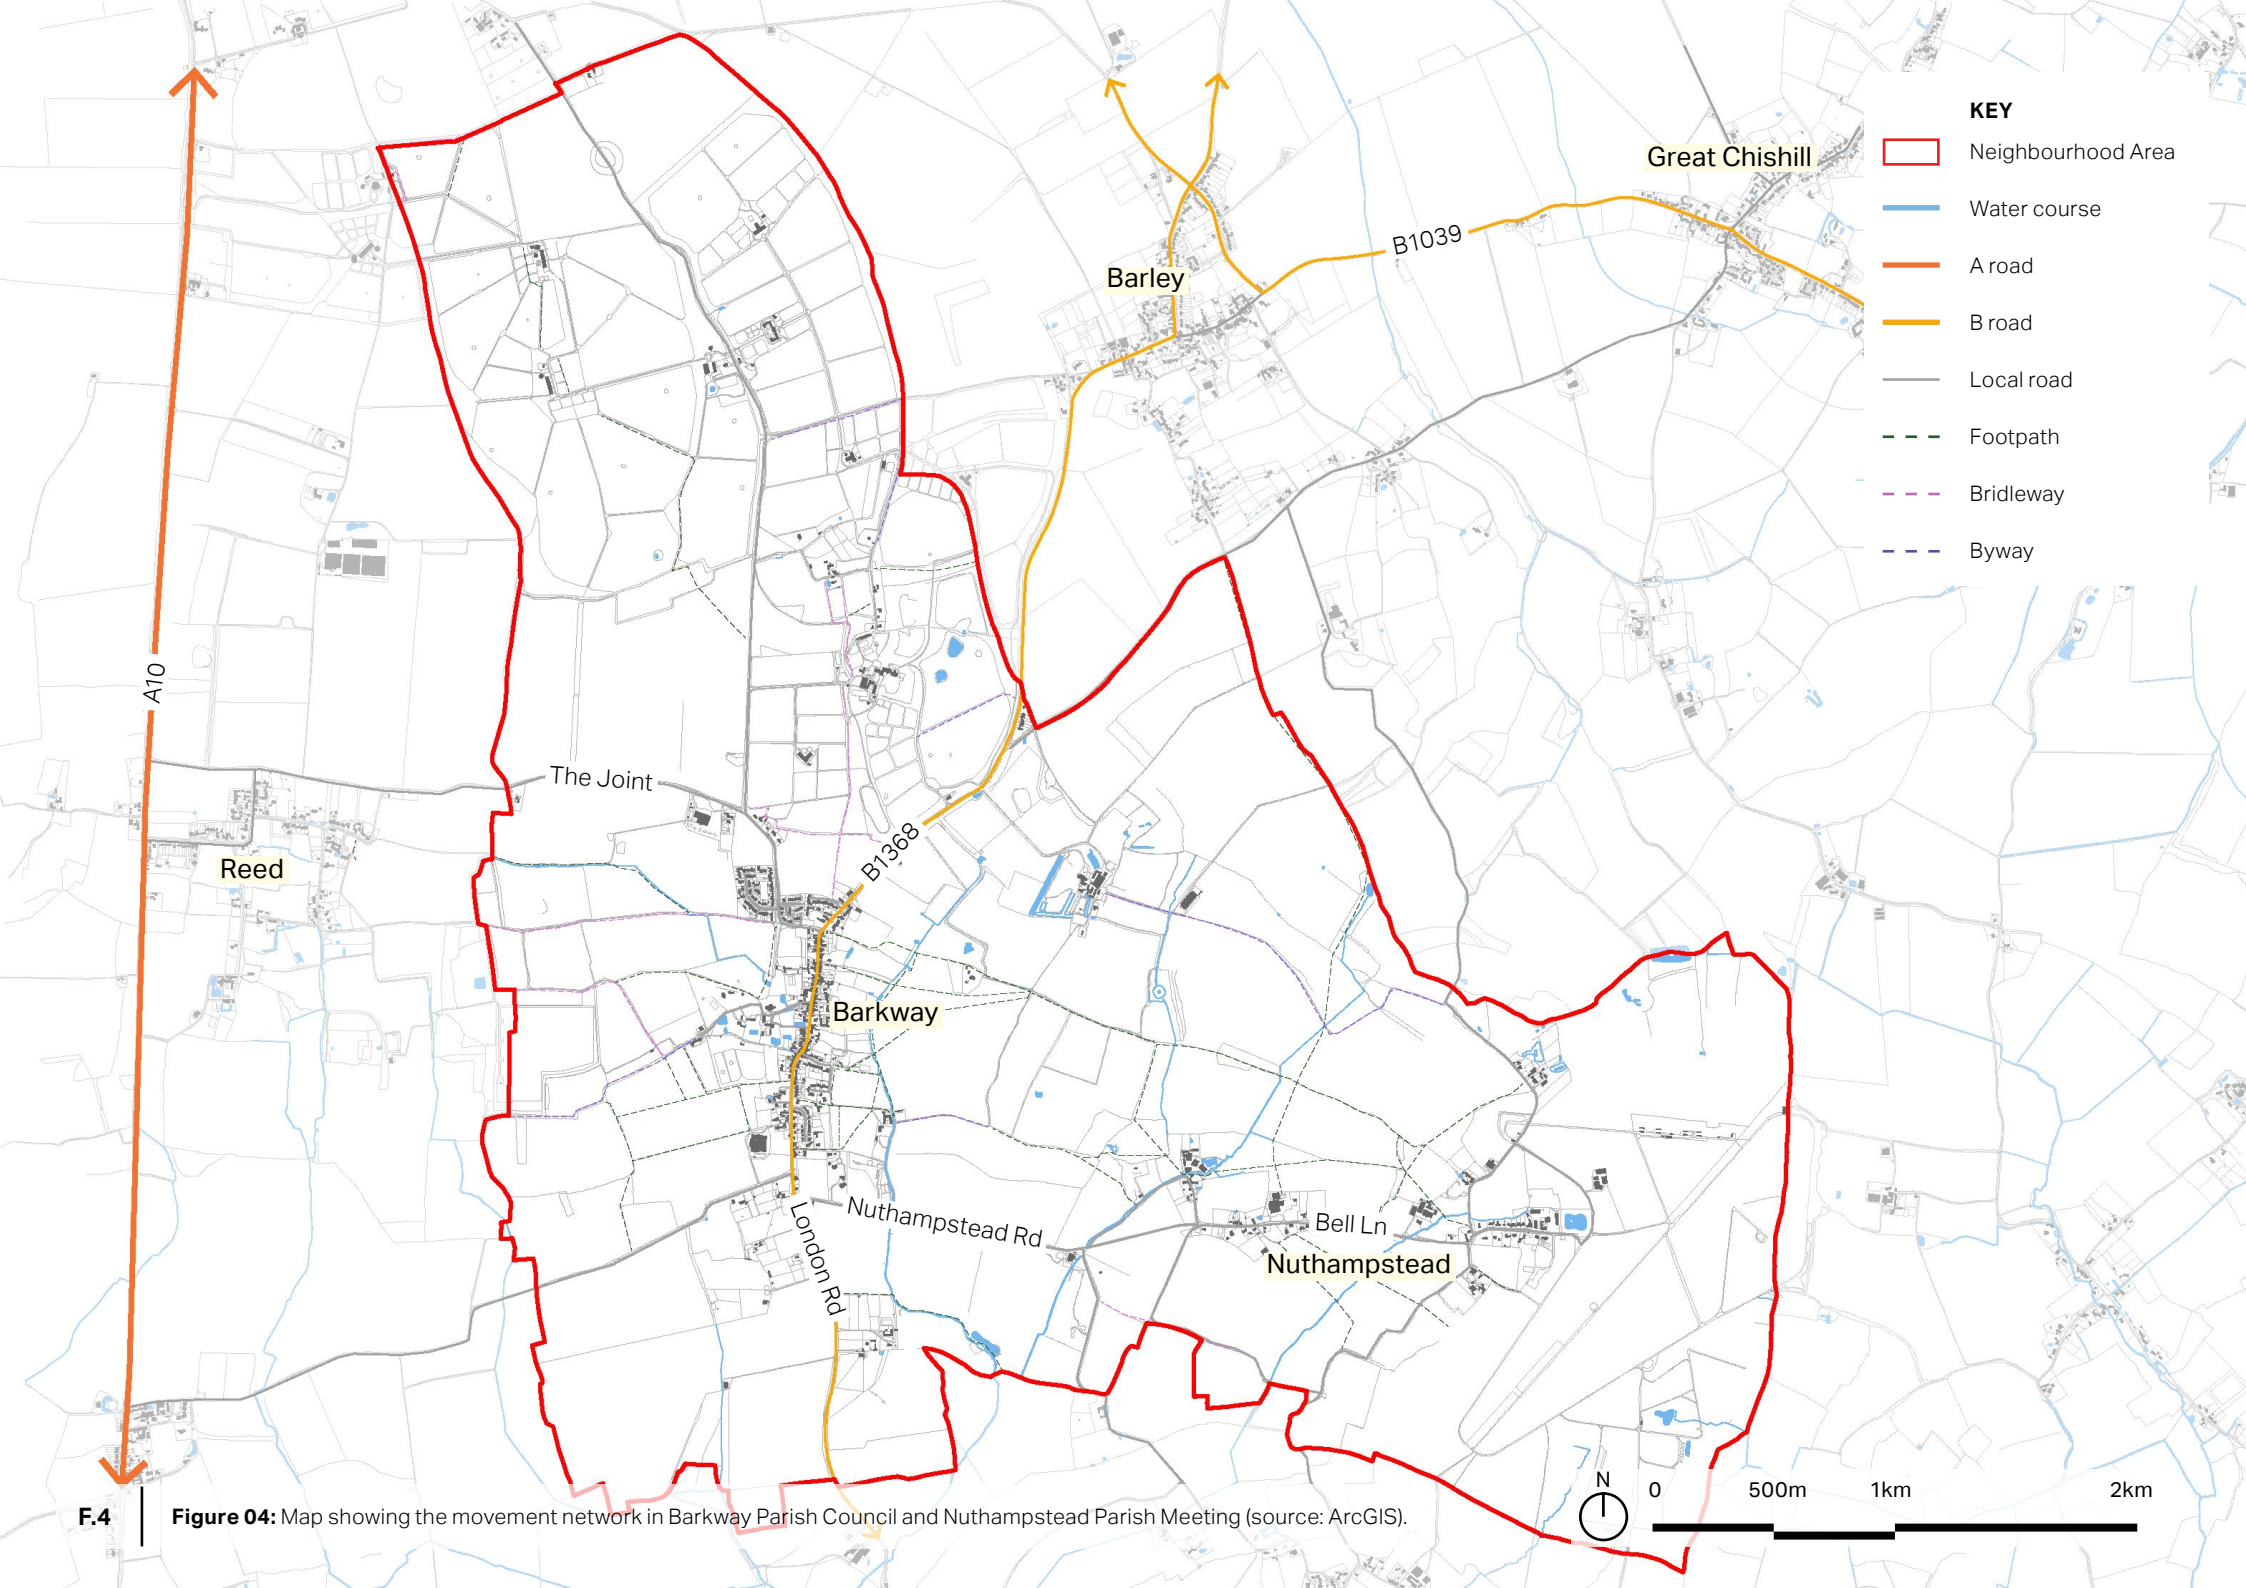 KEY
Neighbourhood Area
Water course
A road
B road
Local road
Footpath
Bridleway
Byway
Great Chishill
B1039
Barley
A10
The Joint
B1368
Reed
Barkway
Nuthampstead Rd
Bell Ln
London Rd
Nuthampstead
N
0 500m 1km 2km
F.4
Figure 04: Map showing the movement network in Barkway Parish Council and Nuthampstead Parish Meeting (source: ArcGIS).